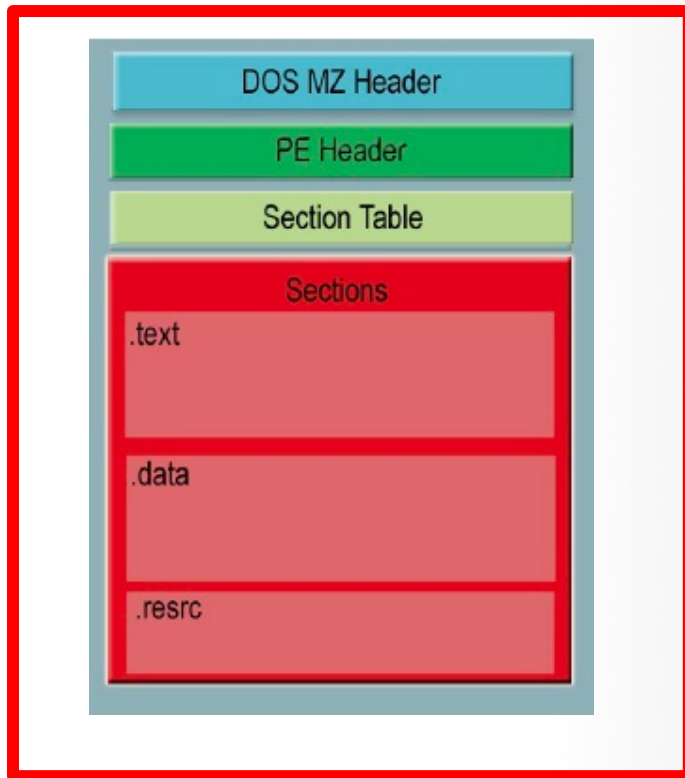 DOS MZ Header
PE Header
Section Table
Sections
.text
.data
.resrc